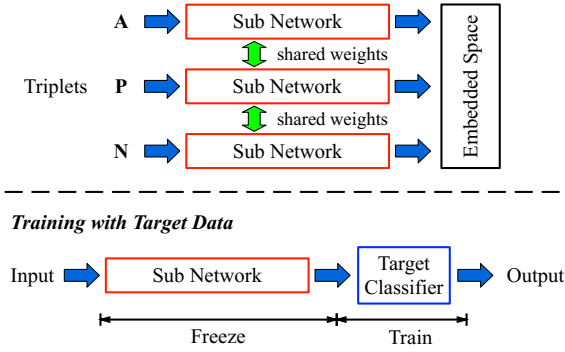 A
Sub Network
shared weights
Triplets
P
Sub Network
Embedded Space
shared weights
N
Sub Network
Training with Target Data
Input
Sub Network
Target
Classifier
Output
Freeze
Train